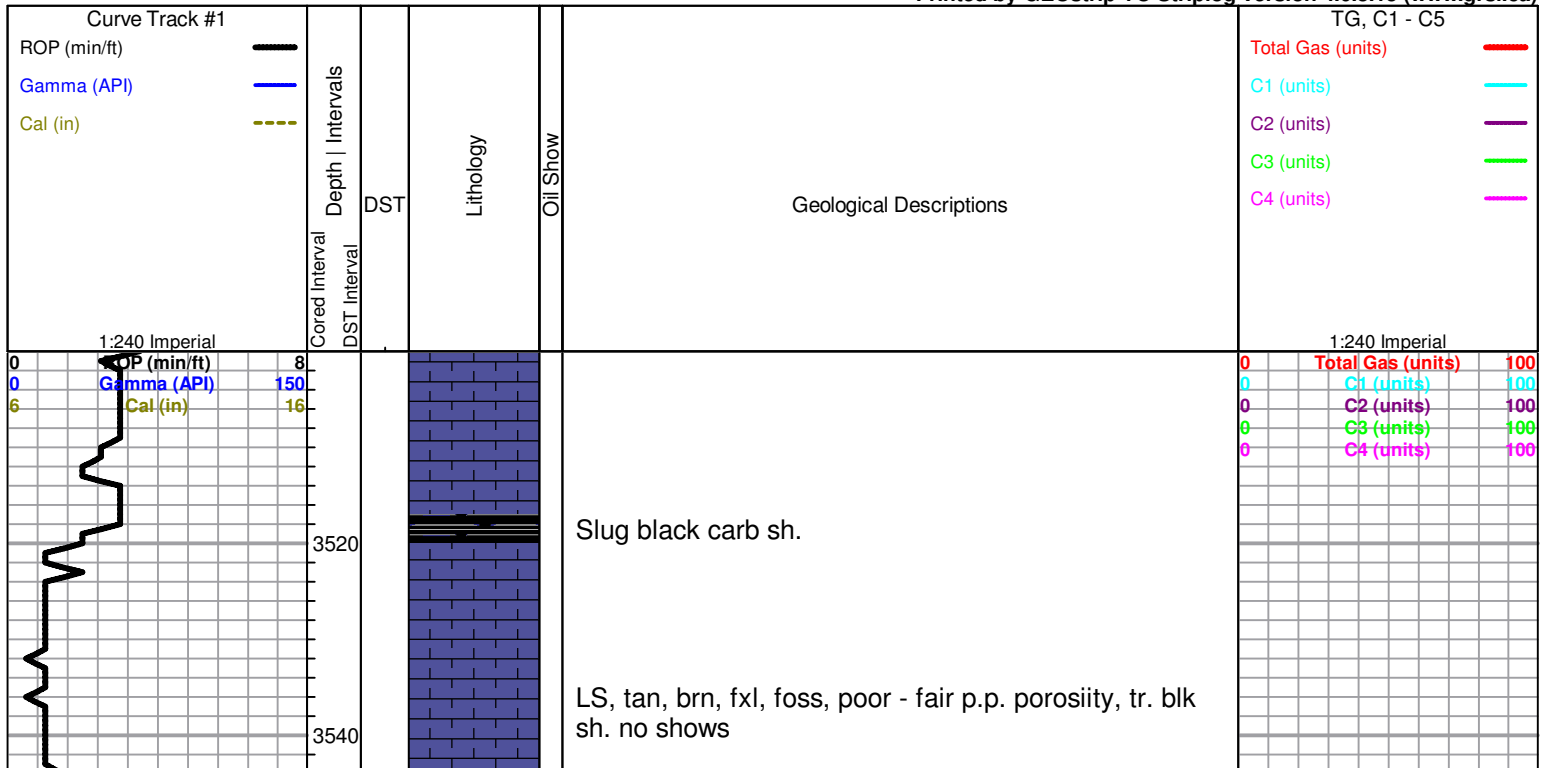 Curve Track #1
ROP (min/ft)
Gamma (API)
Cal (in)
1:240 Imperial
Cored Interval
Depth | Intervals
DST Interval
DST
Lithology
Oil Show
Geological Descriptions
TG, C1 - C5
Total Gas (units)
C1 (units)
C2 (units)
C3 (units)
C4 (units)
1:240 Imperial
0 ROP (min/ft) 8
0 Gamma (API) 150
6 Cal (in) 16
0 Total Gas (units) 100
0 C1 (units) 100
0 C2 (units) 100
0 C3 (units) 100
0 C4 (units) 100
3520
Slug black carb sh.
LS, tan, brn, fxl, foss, poor - fair p.p. porosiity, tr. blk
sh. no shows
3540